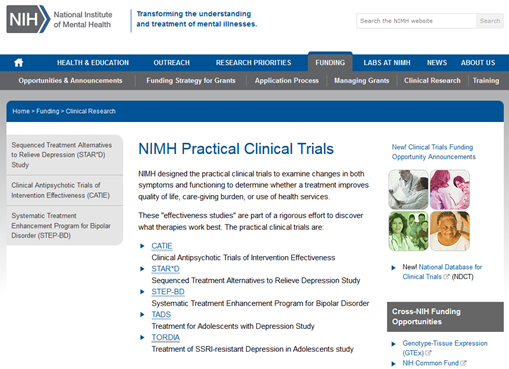 NIH
National Institute
of Mental Health
Transforming the understanding
and treatment of mental illnesses.
Search the NIMH website
Search
HEALTH & EDUCATION
OUTREACH
RESEARCH PRIORITIES
FUNDING
LABS AT NIMH
NEWS
ABOUT US
Opportunities & Announcements
Funding Strategy for Grants
Application Process
Managing Grants
Clinical Research
Training
Home > Funding > Clinical Research
Sequenced Treatment Alternatives
to Relieve Depression (STAR*D)
Study
Clinical Antipsychotic Trials of
Intervention Effectiveness (CATIE)
Systematic Treatment
Enhancement Program for Bipolar
Disorder (STEP-BD)
NIMH Practical Clinical Trials
NIMH designed the practical clinical trials to examine changes in both
symptoms and functioning to determine whether a treatment improves
quality of life, care-giving burden, or use of health services.
These "effectiveness studies" are part of a rigorous effort to discover
what therapies work best. The practical clinical trials are:
CATIE
Clinical Antipsychotic Trials of Intervention Effectiveness
STAR*D
Sequenced Treatment Alternatives to Relieve Depression Study
STEP-BD
Systematic Treatment Enhancement Program for Bipolar Disorder
TADS
Treatment for Adolescents with Depression Study
TORDIA
Treatment of SSRI-resistant Depression in Adolescents study
New! Clinical Trials Funding
Opportunity Announcements
New! National Database for
Clinical Trials (NDCT)
Cross-NIH Funding
Opportunities
Genotype-Tissue Expression
(GTEx)
NIH Common Fund